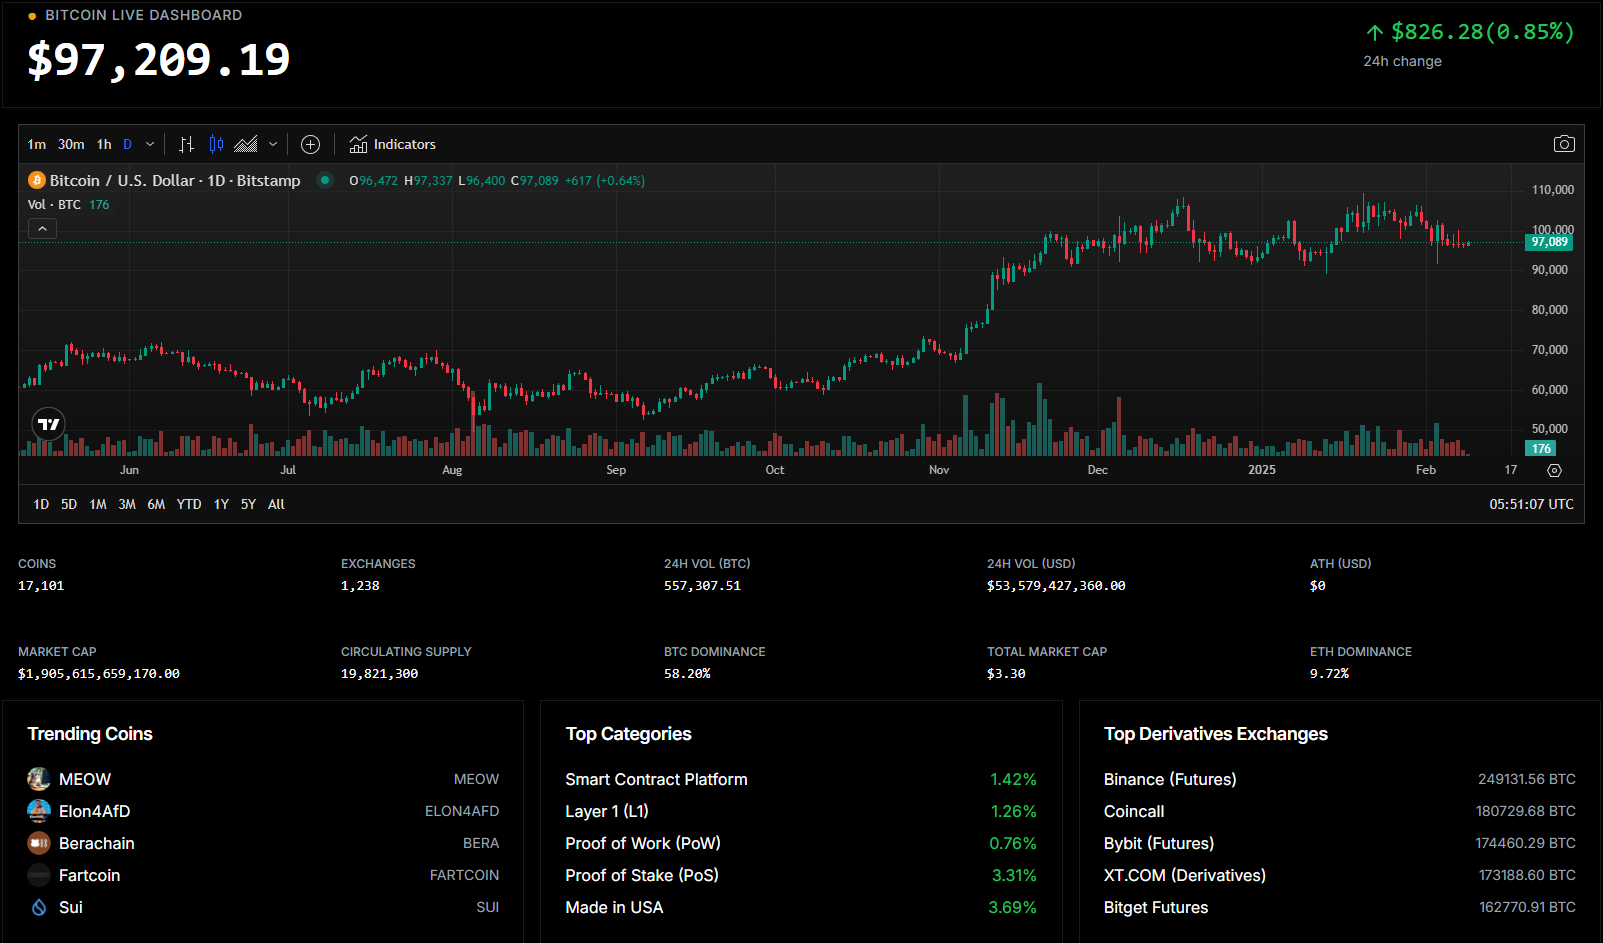 BITCOIN LIVE DASHBOARD
$97,209.19
↑ $826.28(0.85%)
24h change
1m 30m 1h D Indicators
Bitcoin / U.S. Dollar · 1D · Bitstamp O96,472 H97,337 L96,400 C97,089 +617 (+0.64%)
Vol · BTC 176
110,000
100,000
97,089
90,000
80,000
70,000
60,000
50,000
176
Jun Jul Aug Sep Oct Nov Dec 2025 Feb 17
1D 5D 1M 3M 6M YTD 1Y 5Y All 05:51:07 UTC
COINS EXCHANGES 24H VOL (BTC) 24H VOL (USD) ATH (USD)
17,101 1,238 557,307.51 $53,579,427,360.00 $0
MARKET CAP CIRCULATING SUPPLY BTC DOMINANCE TOTAL MARKET CAP ETH DOMINANCE
$1,905,615,659,170.00 19,821,300 58.20% $3.30 9.72%
Trending Coins
MEOW MEOW
Elon4AfD ELON4AFD
Berachain BERA
Fartcoin FARTCOIN
Sui SUI
Top Categories
Smart Contract Platform 1.42%
Layer 1 (L1) 1.26%
Proof of Work (PoW) 0.76%
Proof of Stake (PoS) 3.31%
Made in USA 3.69%
Top Derivatives Exchanges
Binance (Futures) 249131.56 BTC
Coincall 180729.68 BTC
Bybit (Futures) 174460.29 BTC
XT.COM (Derivatives) 173188.60 BTC
Bitget Futures 162770.91 BTC